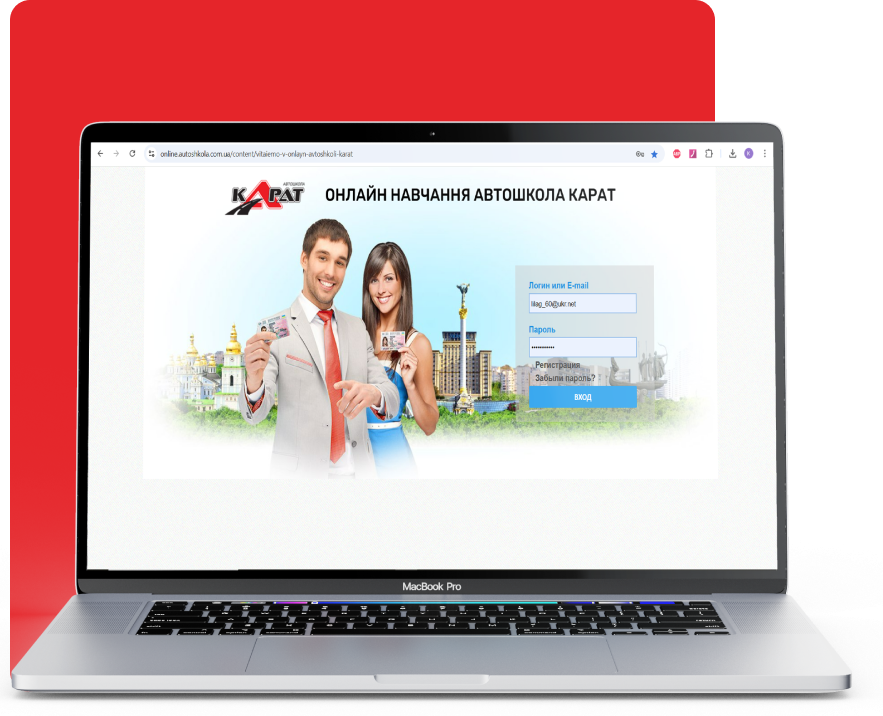 online.autoshkola.com.ua/content/vitaiemo-v-onlayn-avtoshkoli-karat
АВТОШКОЛА
КАРАТ
ОНЛАЙН НАВЧАННЯ АВТОШКОЛА КАРАТ
Логин или E-mail
lilag_60@ukr.net
Пароль
Регистрация
Забыли пароль?
ВХОД
MacBook Pro